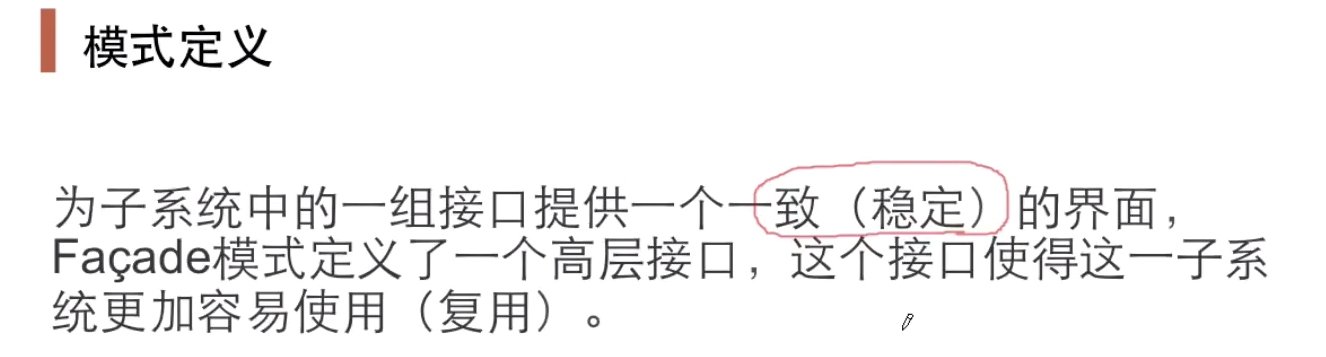 模式定义
为子系统中的一组接口提供一个一致（稳定）的界面，
Façade模式定义了一个高层接口，这个接口使得这一子系
统更加容易使用（复用）。